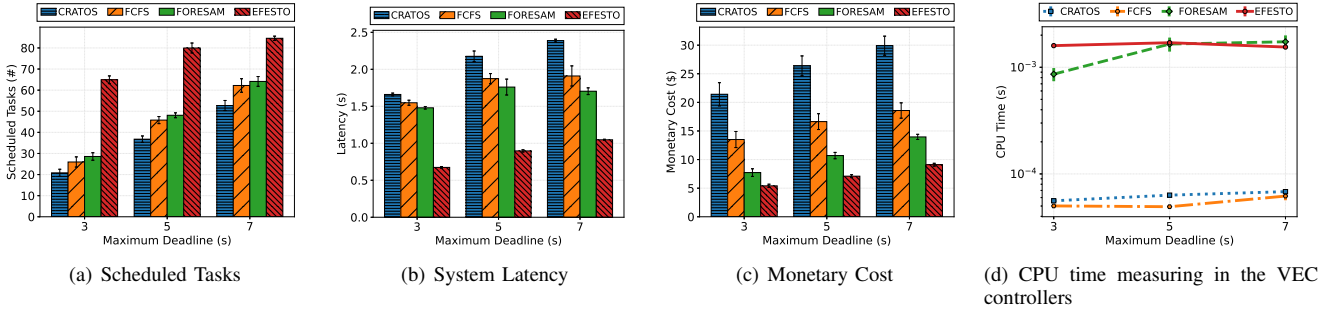 CRATOS FCFS FORESAM EFESTO
Scheduled Tasks (#)
80
70
60
50
40
30
20
10
0
3 5 7
Maximum Deadline (s)
(a) Scheduled Tasks
CRATOS FCFS FORESAM EFESTO
Latency (s)
2.5
2.0
1.5
1.0
0.5
0.0
3 5 7
Maximum Deadline (s)
(b) System Latency
CRATOS FCFS FORESAM EFESTO
Monetary Cost ($)
30
25
20
15
10
5
0
3 5 7
Maximum Deadline (s)
(c) Monetary Cost
CRATOS FCFS FORESAM EFESTO
CPU Time (s)
10⁻³
10⁻⁴
3 5 7
Maximum Deadline (s)
(d) CPU time measuring in the VEC
controllers